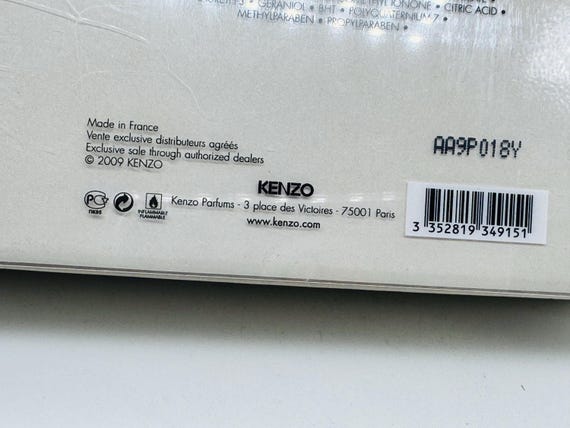 • GERANIOL • BHT • POLYQUATERNIUM 7 • CITRIC ACID •
METHYLPARABEN • PROPYLPARABEN •
Made in France
Vente exclusive distributeurs agréés
Exclusive sale through authorized dealers
© 2009 KENZO
AA9P018Y
KENZO
INFLAMMABLE
FLAMMABLE
Kenzo Parfums - 3 place des Victoires - 75001 Paris
www.kenzo.com
3 352819 349151